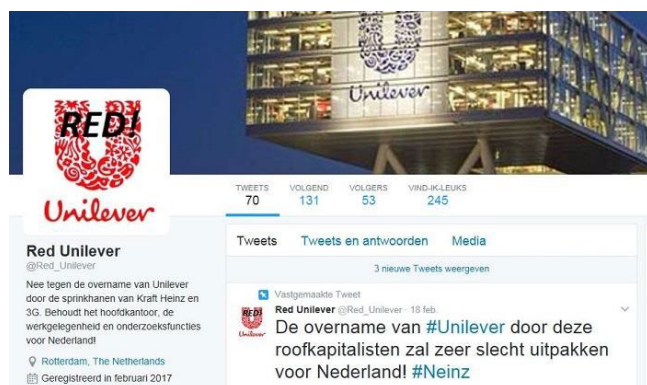 Unilever
RED!
Unilever
TWEETS VOLGEND VOLGERS VIND-IK-LEUKS
70 131 53 245
Red Unilever
@Red_Unilever
Nee tegen de overname van Unilever
door de sprinkhanen van Kraft Heinz en
3G. Behoudt het hoofdkantoor, de
werkgelegenheid en onderzoeksfuncties
voor Nederland!
Rotterdam, The Netherlands
Geregistreerd in februari 2017
Tweets Tweets en antwoorden Media
3 nieuwe Tweets weergeven
Vastgemaakte Tweet
RED!
Unilever
Red Unilever @Red_Unilever · 18 feb.
De overname van #Unilever door deze
roofkapitalisten zal zeer slecht uitpakken
voor Nederland! #Neinz